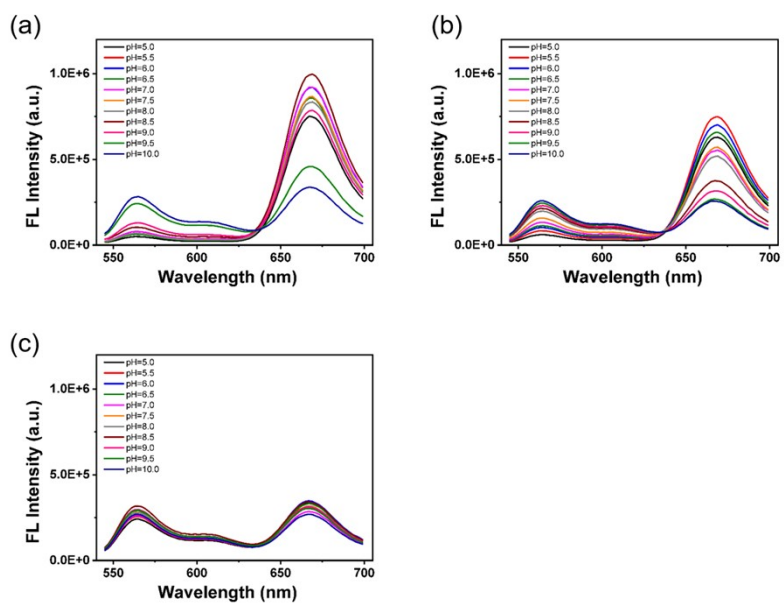 (a)
FL Intensity (a.u.)
1.0E+6
5.0E+5
0.0E+0
pH=5.0
pH=5.5
pH=6.0
pH=6.5
pH=7.0
pH=7.5
pH=8.0
pH=8.5
pH=9.0
pH=9.5
pH=10.0
550 600 650 700
Wavelength (nm)
(b)
FL Intensity (a.u.)
1.0E+6
5.0E+5
0.0E+0
pH=5.0
pH=5.5
pH=6.0
pH=6.5
pH=7.0
pH=7.5
pH=8.0
pH=8.5
pH=9.0
pH=9.5
pH=10.0
550 600 650 700
Wavelength (nm)
(c)
FL Intensity (a.u.)
1.0E+6
5.0E+5
0.0E+0
pH=5.0
pH=5.5
pH=6.0
pH=6.5
pH=7.0
pH=7.5
pH=8.0
pH=8.5
pH=9.0
pH=9.5
pH=10.0
550 600 650 700
Wavelength (nm)